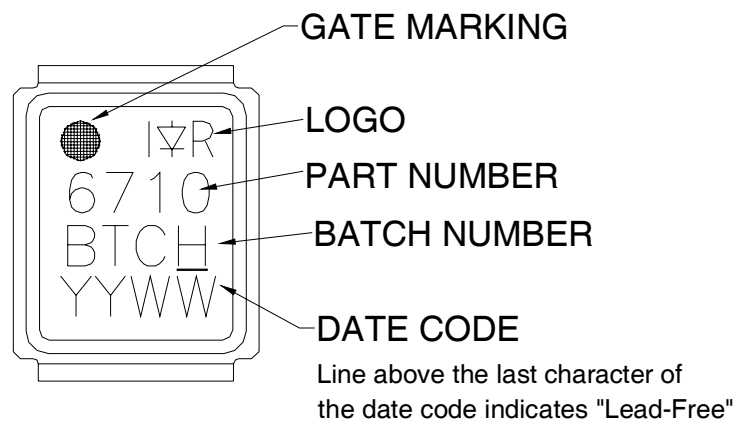 GATE MARKING
I R
LOGO
6710
PART NUMBER
BTCH
BATCH NUMBER
YYWW
DATE CODE
Line above the last character of
the date code indicates "Lead-Free"